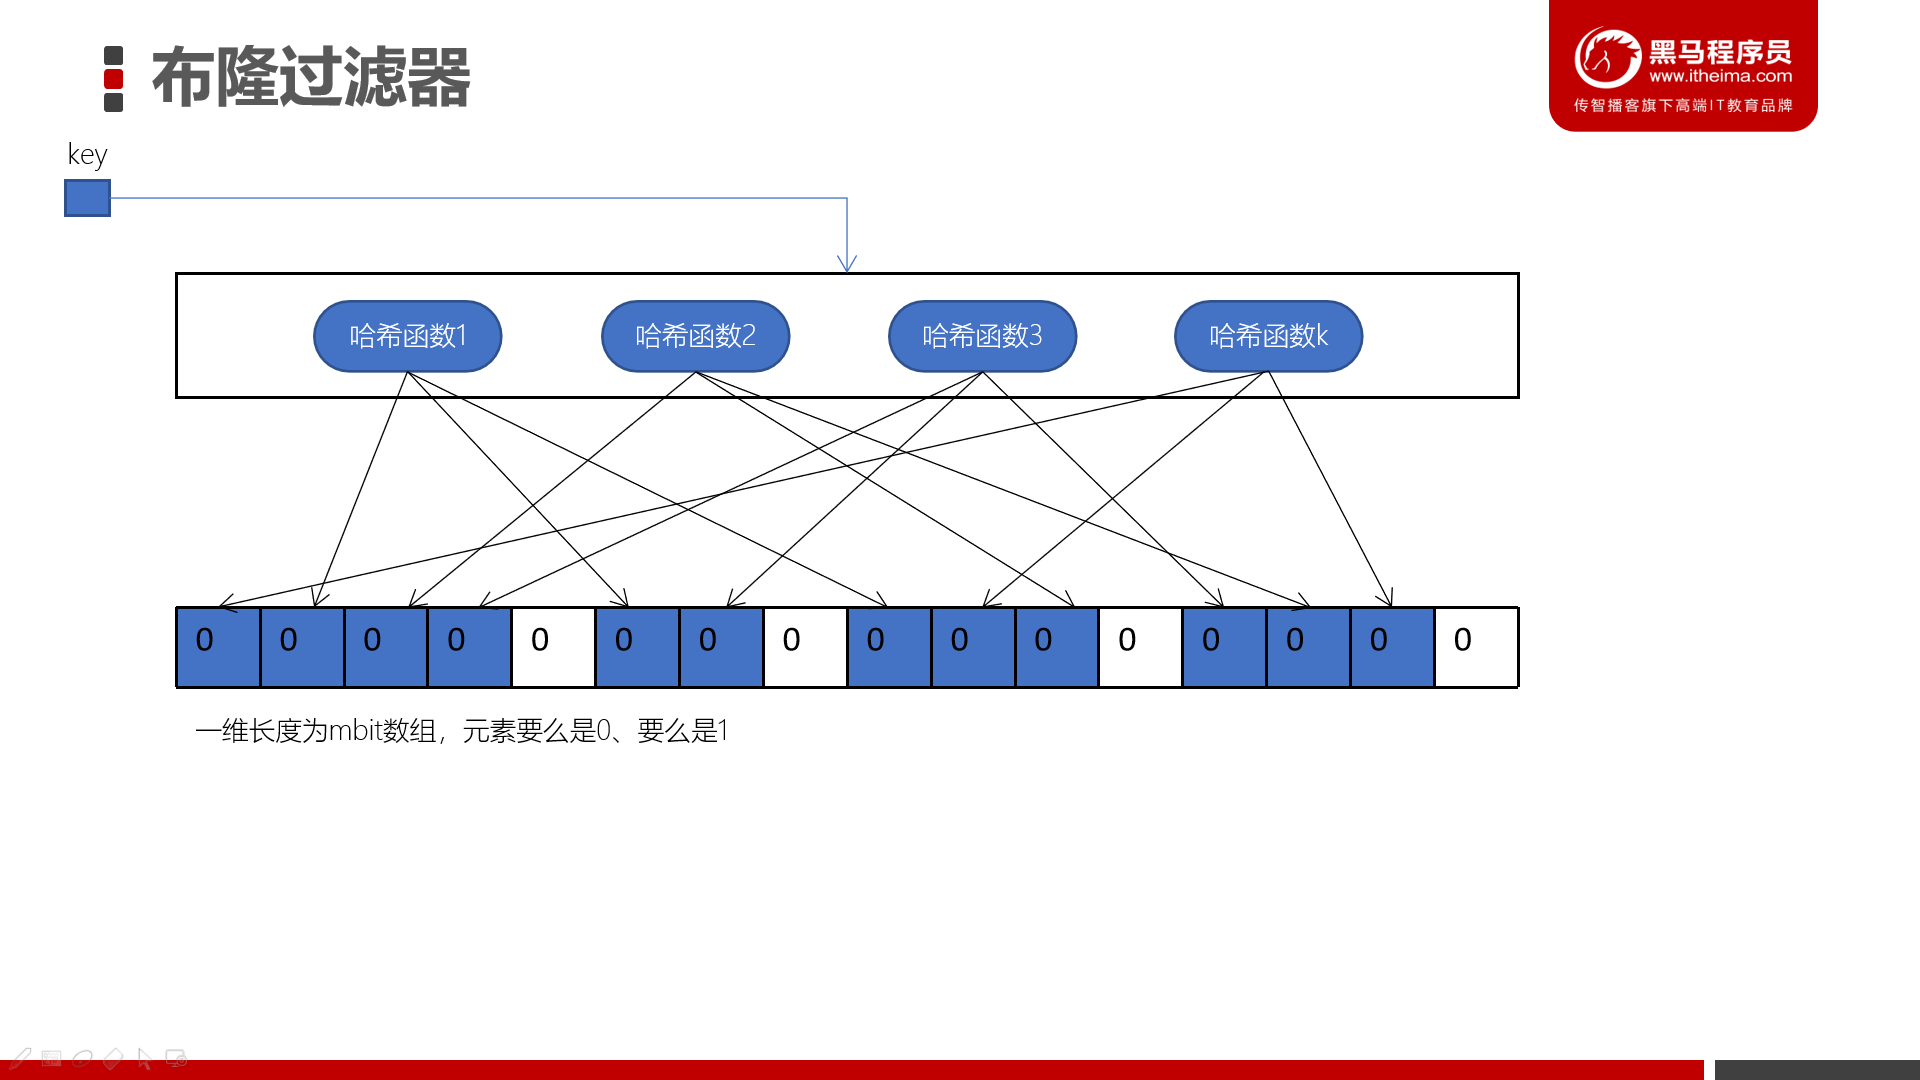 布隆过滤器
黑马程序员
www.itheima.com
传智播客旗下高端IT教育品牌
key
哈希函数1 哈希函数2 哈希函数3 哈希函数k
0 0 0 0 0 0 0 0 0 0 0 0 0 0 0 0
一维长度为mbit数组，元素要么是0、要么是1